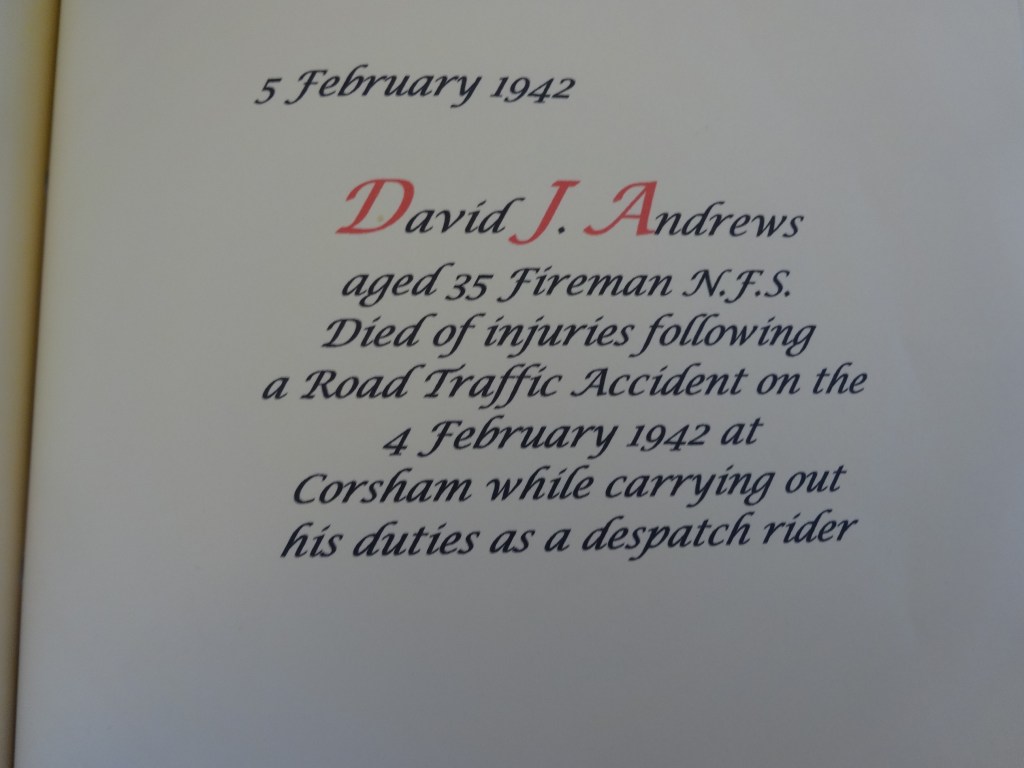 5 February 1942
David J. Andrews
aged 35 Fireman N.F.S.
Died of injuries following
a Road Traffic Accident on the
4 February 1942 at
Corsham while carrying out
his duties as a despatch rider